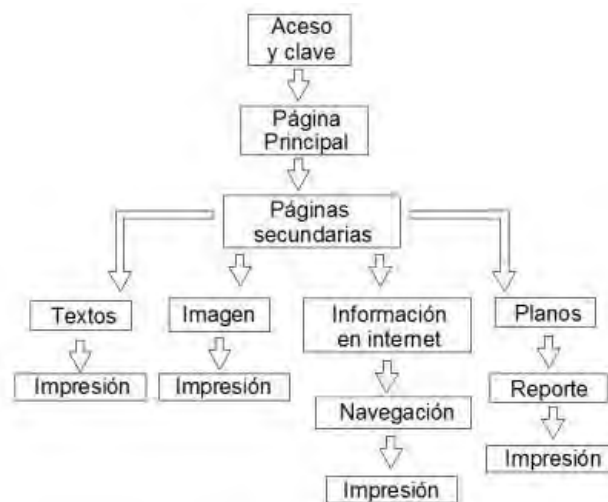 Aceso
y clave
Página
Principal
Páginas
secundarias
Textos
Imagen
Información
en internet
Planos
Impresión
Impresión
Navegación
Reporte
Impresión
Impresión